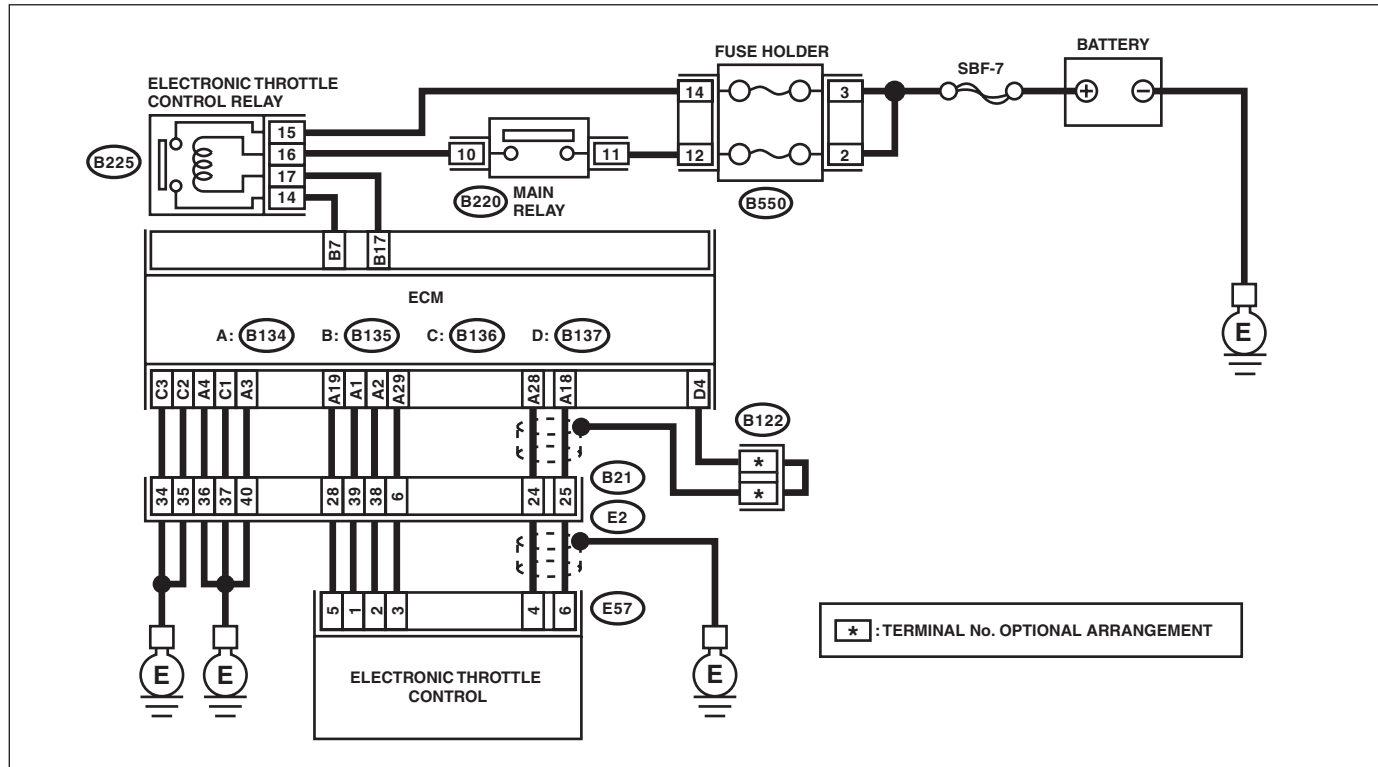 FUSE HOLDER
BATTERY
SBF-7
+
−
ELECTRONIC THROTTLE
CONTROL RELAY
B225
15
16
17
14
10
11
B220
MAIN
RELAY
14
12
3
2
B550
E
B7
B17
ECM
A: B134 B: B135 C: B136 D: B137
C3 C2 A4 C1 A3 A19 A1 A2 A29 A28 A18 D4
B122
*
*
B21
34 35 36 37 40 28 39 38 6 24 25
E2
5 1 2 3 4 6
E57
E E E
ELECTRONIC THROTTLE
CONTROL
* : TERMINAL No. OPTIONAL ARRANGEMENT